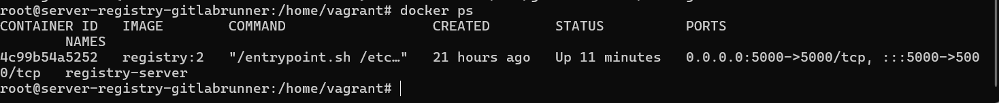 root@server-registry-gitlabrunner:/home/vagrant# docker ps
CONTAINER ID   IMAGE        COMMAND                  CREATED        STATUS          PORTS
        NAMES
4c99b54a5252   registry:2   "/entrypoint.sh /etc…"   21 hours ago   Up 11 minutes   0.0.0.0:5000->5000/tcp, :::5000->500
0/tcp   registry-server
root@server-registry-gitlabrunner:/home/vagrant#